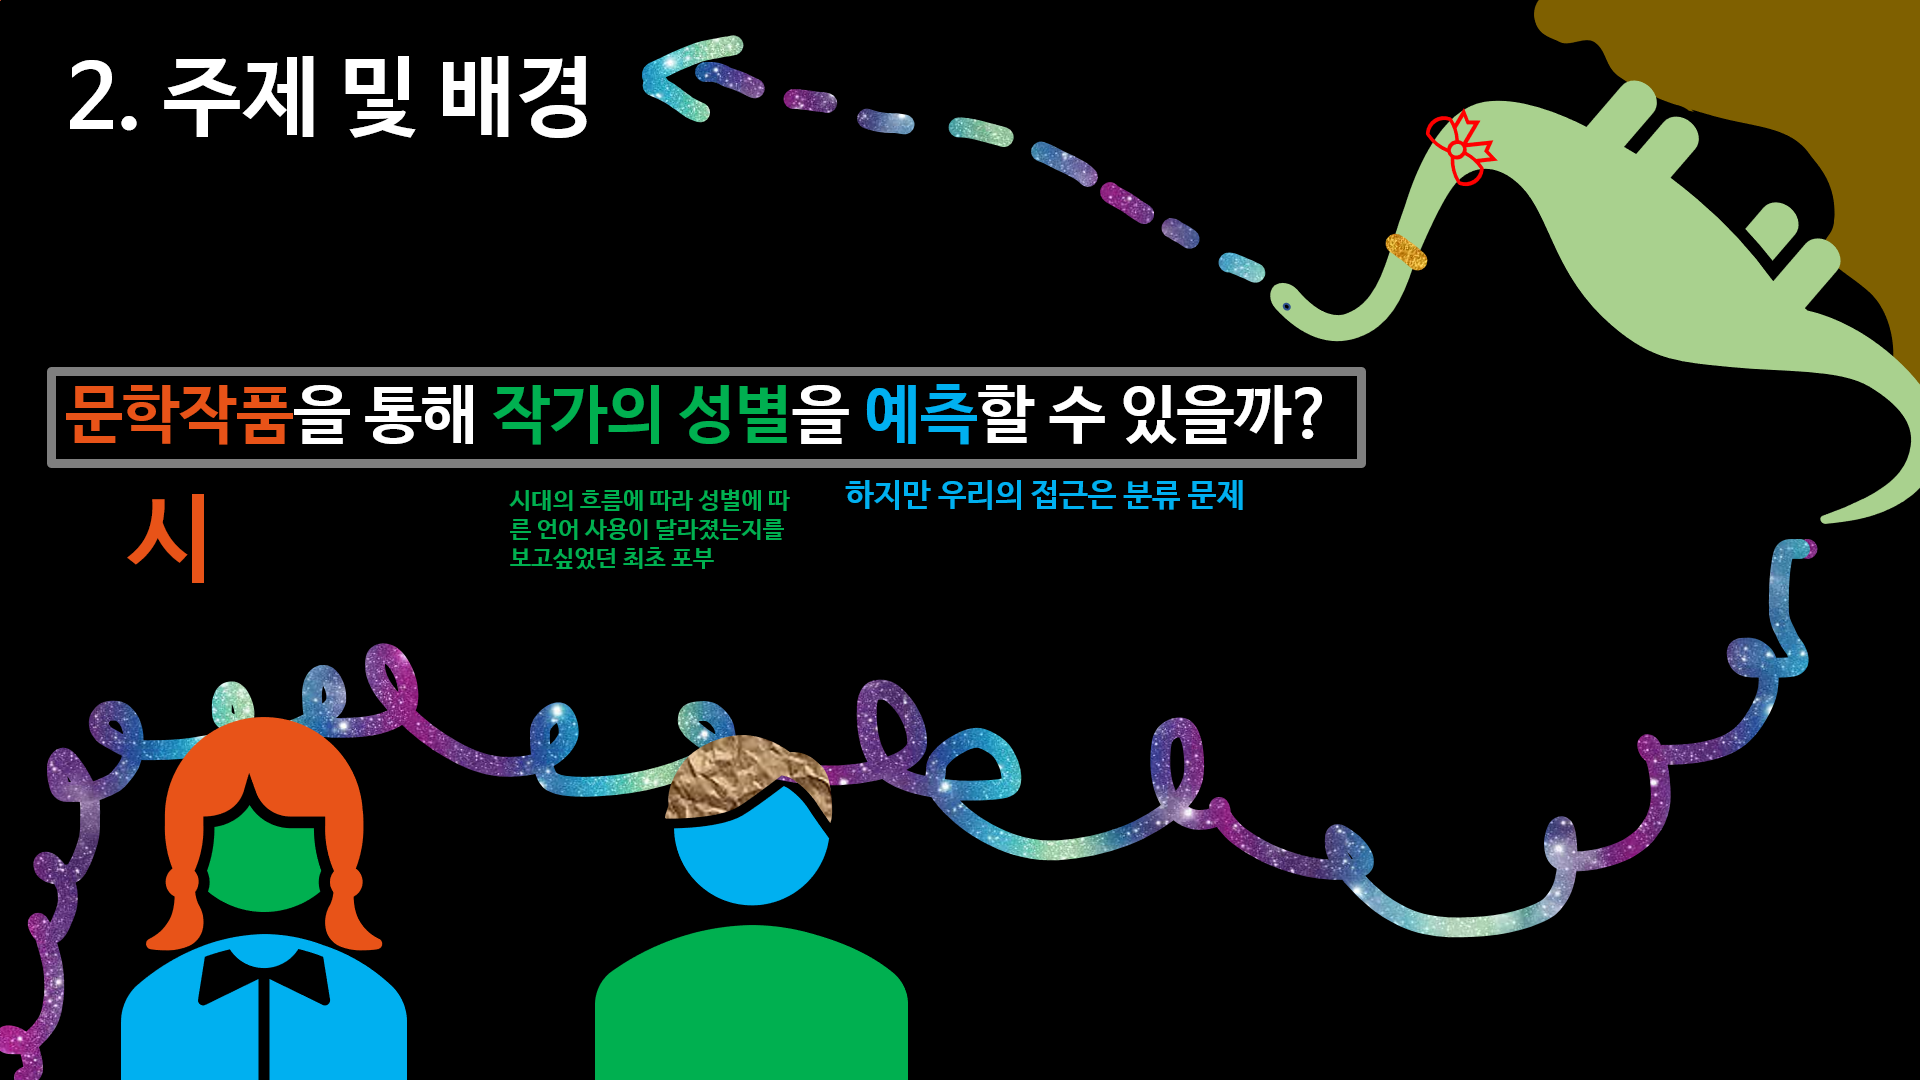 2. 주제 및 배경
문학작품을 통해 작가의 성별을 예측할 수 있을까?
시
시대의 흐름에 따라 성별에 따
른 언어 사용이 달라졌는지를
보고싶었던 최초 포부
하지만 우리의 접근은 분류 문제